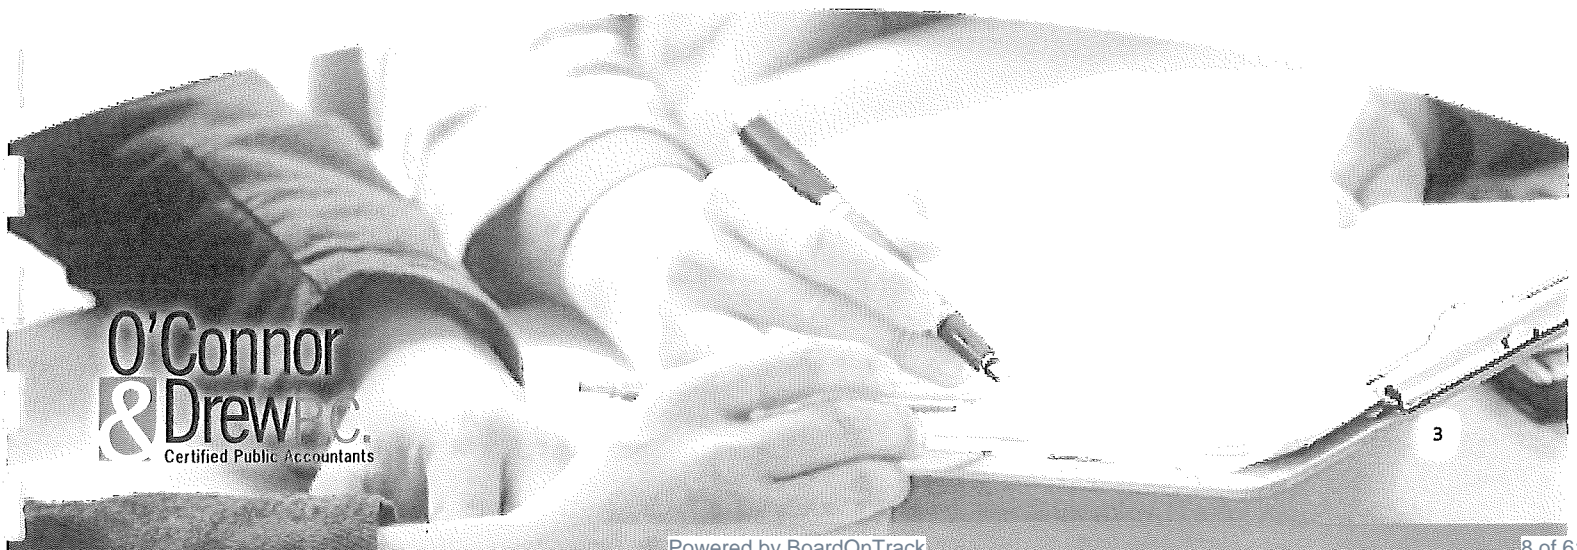 O'Connor
& Drew P.C.
Certified Public Accountants
3
Powered by BoardOnTrack